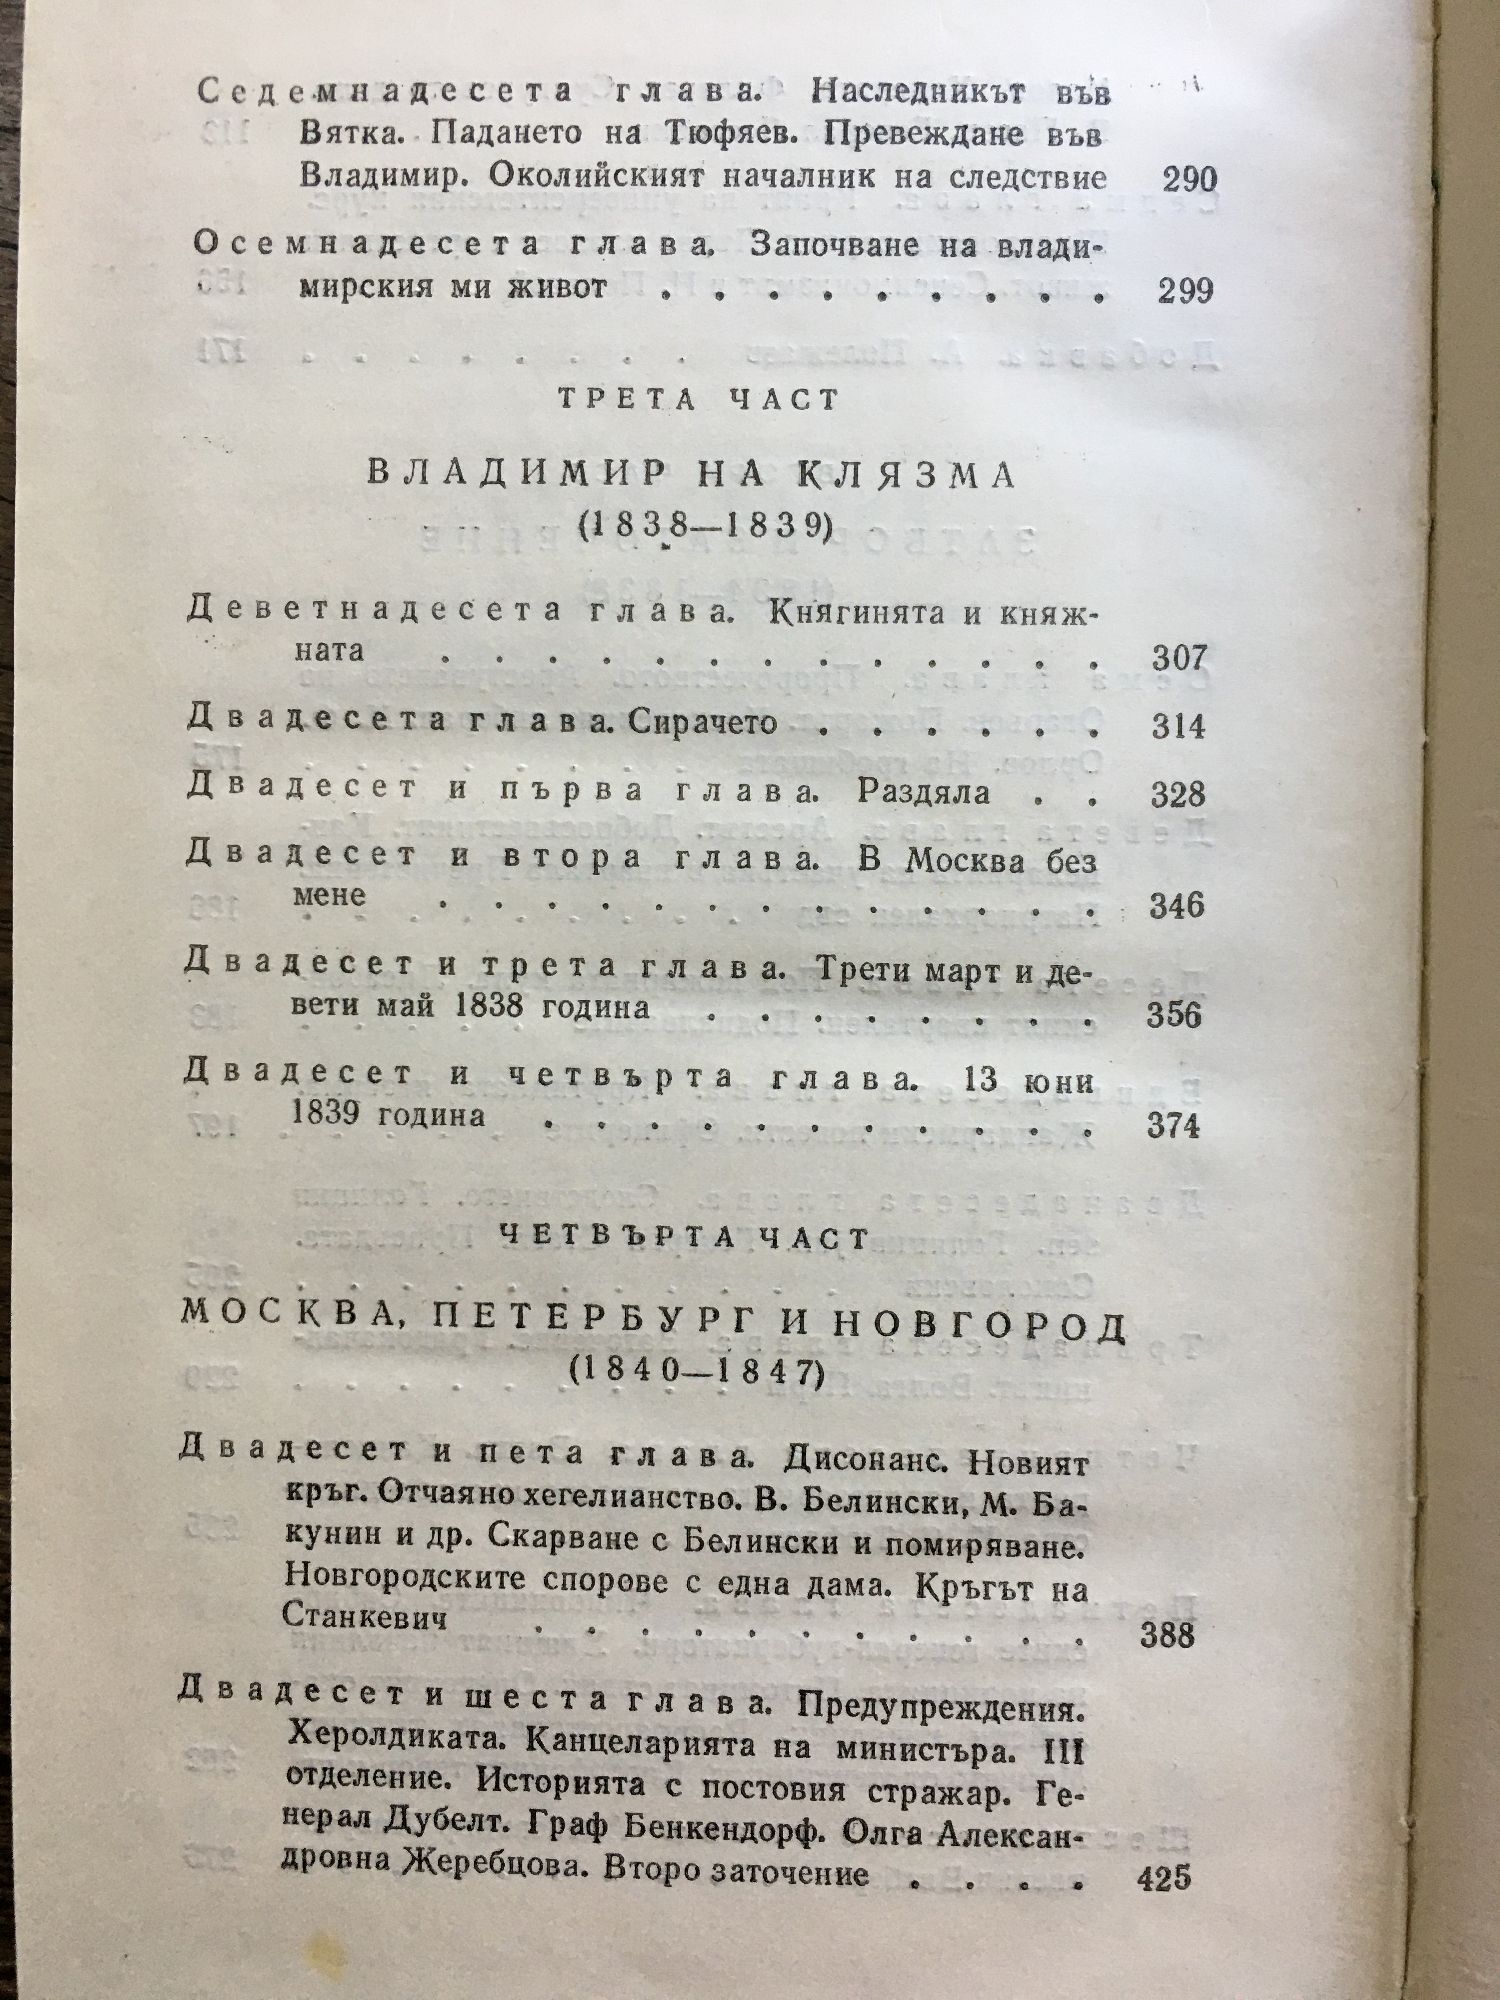 Седемнадесета глава. Наследникът във
Вятка. Падането на Тюфяев. Превеждане във
Владимир. Околийският началник на следствие 290
Осемнадесета глава. Започване на влади-
мирския ми живот . . . . . . . . . 299
ТРЕТА ЧАСТ
ВЛАДИМИР НА КЛЯЗМА
(1838—1839)
Деветнадесета глава. Княгинята и княж-
ната . . . . . . . . . . . . . 307
Двадесета глава. Сирачето . . . . . . 314
Двадесет и първа глава. Раздяла . . 328
Двадесет и втора глава. В Москва без
мене . . . . . . . . . . . . . 346
Двадесет и трета глава. Трети март и де-
вети май 1838 година . . . . . . . . 356
Двадесет и четвърта глава. 13 юни
1839 година . . . . . . . . . . . 374
ЧЕТВЪРТА ЧАСТ
МОСКВА, ПЕТЕРБУРГ И НОВГОРОД
(1840—1847)
Двадесет и пета глава. Дисонанс. Новият
кръг. Отчаяно хегелианство. В. Белински, М. Ба-
кунин и др. Скарване с Белински и помиряване.
Новгородските спорове с една дама. Кръгът на
Станкевич . . . . . . . . . . . 388
Двадесет и шеста глава. Предупреждения.
Херолдиката. Канцеларията на министъра. III
отделение. Историята с постовия стражар. Ге-
нерал Дубелт. Граф Бенкендорф. Олга Алексан-
дровна Жеребцова. Второ заточение . . . . 425